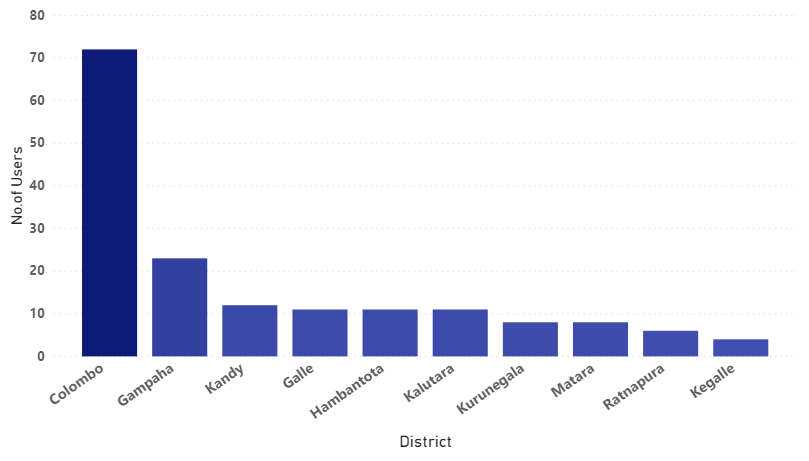 80
70
60
50
40
30
20
10
0
No.of Users
Colombo
Gampaha
Kandy
Galle
Hambantota
Kalutara
Kurunegala
Matara
Ratnapura
Kegalle
District